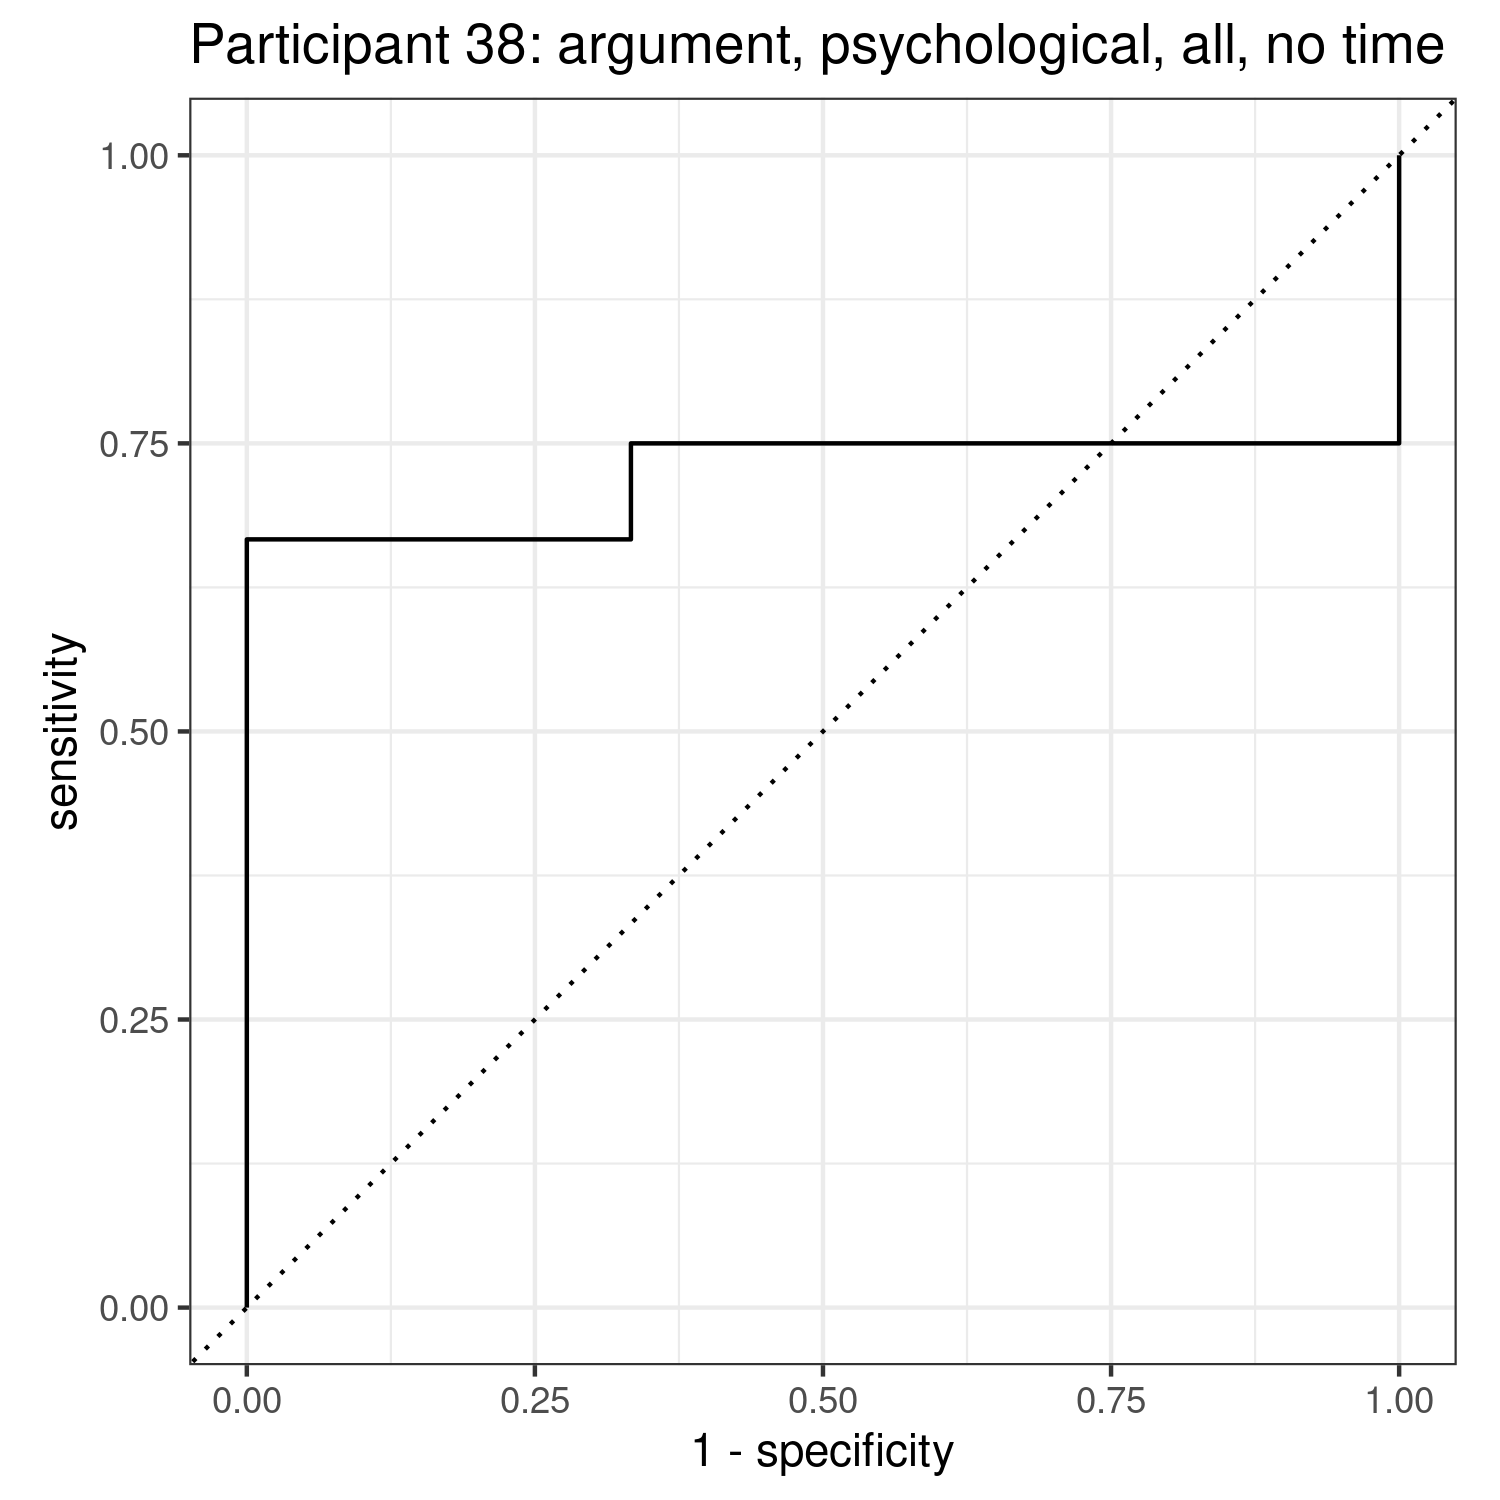 Participant 38: argument, psychological, all, no time
1.00
0.75
0.50
0.25
0.00
sensitivity
0.00 0.25 0.50 0.75 1.00
1 - specificity